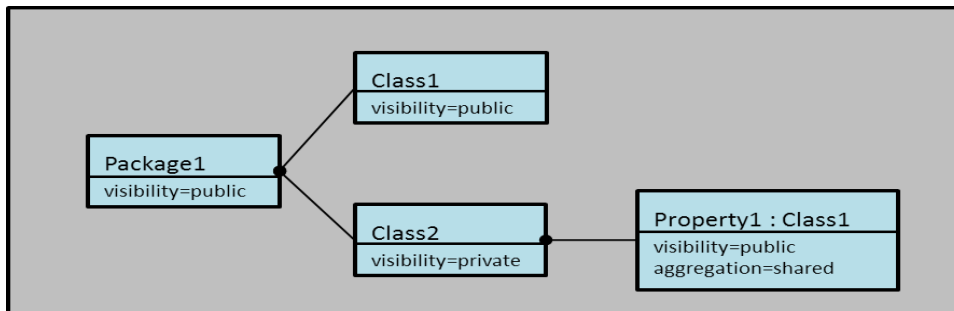 Class1
visibility=public
Package1
visibility=public
Class2
visibility=private
Property1 : Class1
visibility=public
aggregation=shared